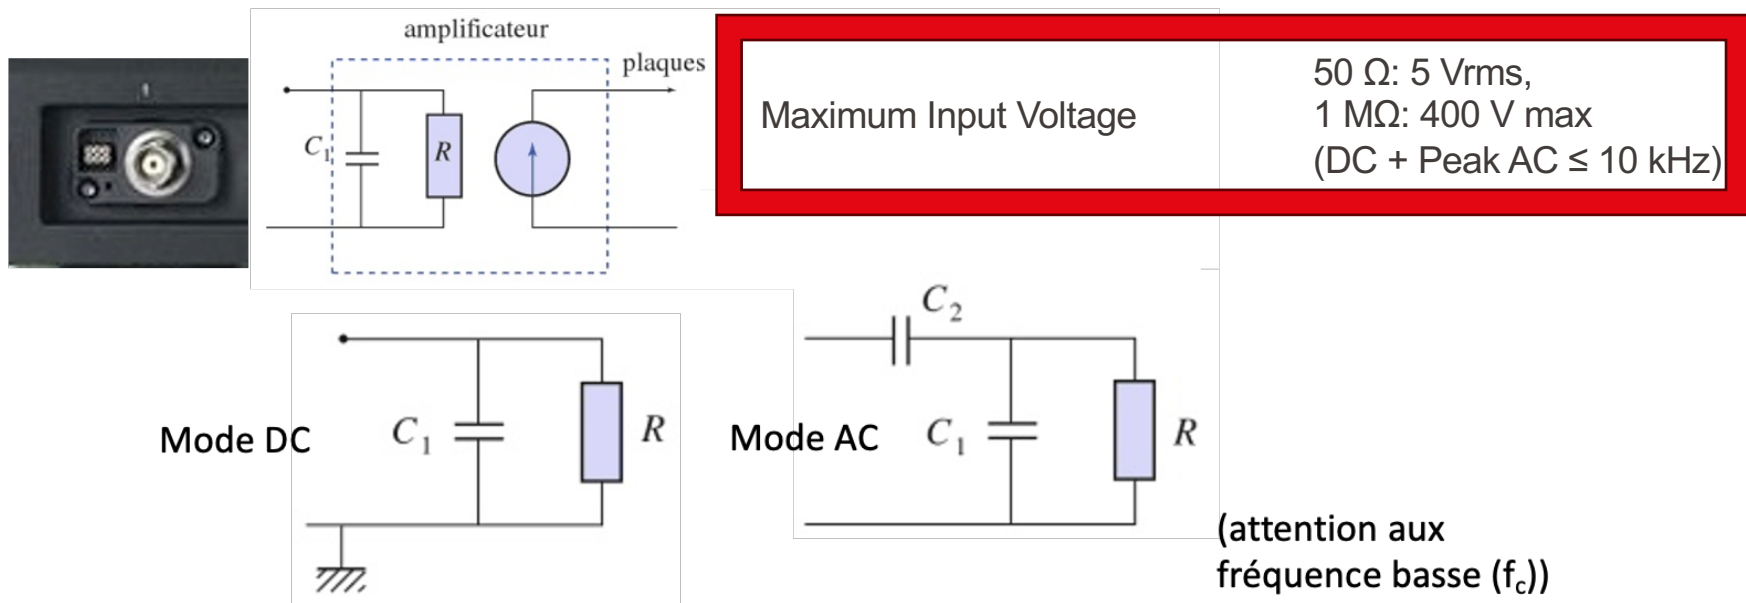 amplificateur
plaques
1
C₁
R
Maximum Input Voltage
50 Ω: 5 Vrms,
1 MΩ: 400 V max
(DC + Peak AC ≤ 10 kHz)
Mode DC
C₁
R
Mode AC
C₂
C₁
R
(attention aux
fréquence basse (f꜀))